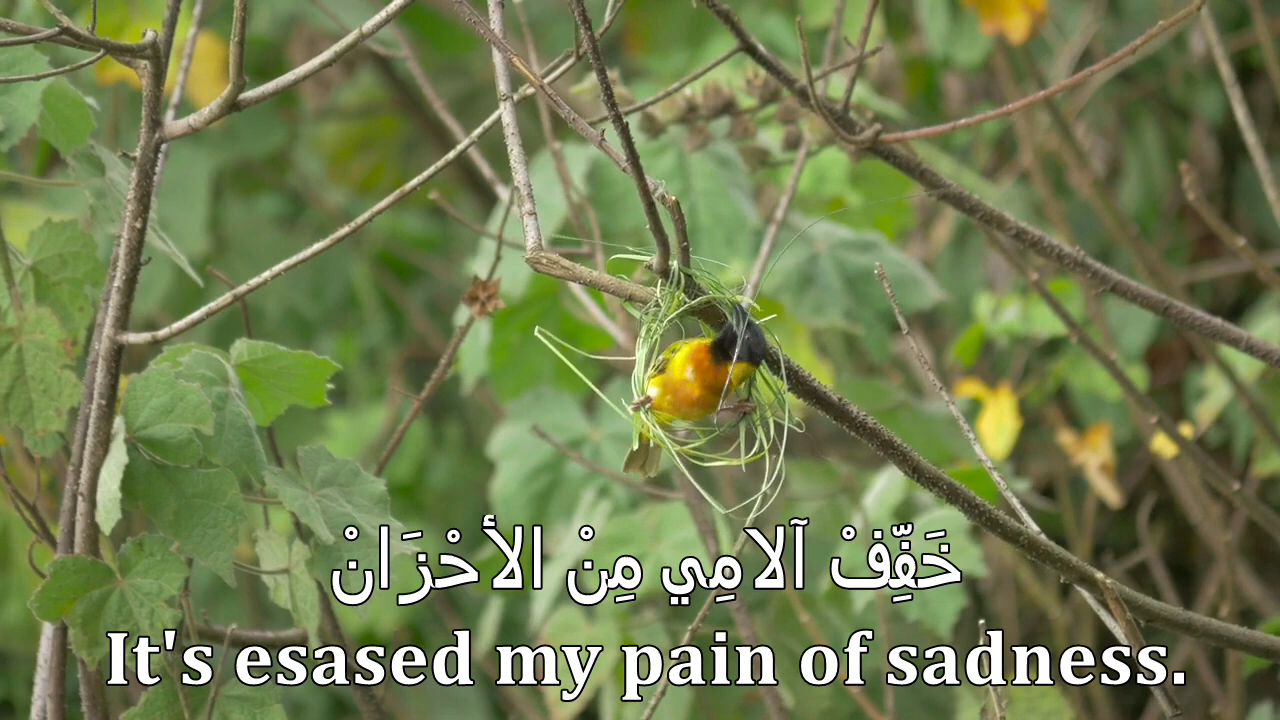 خَفِّفْ آلامِي مِنْ الأحْزَانْ
It's esased my pain of sadness.